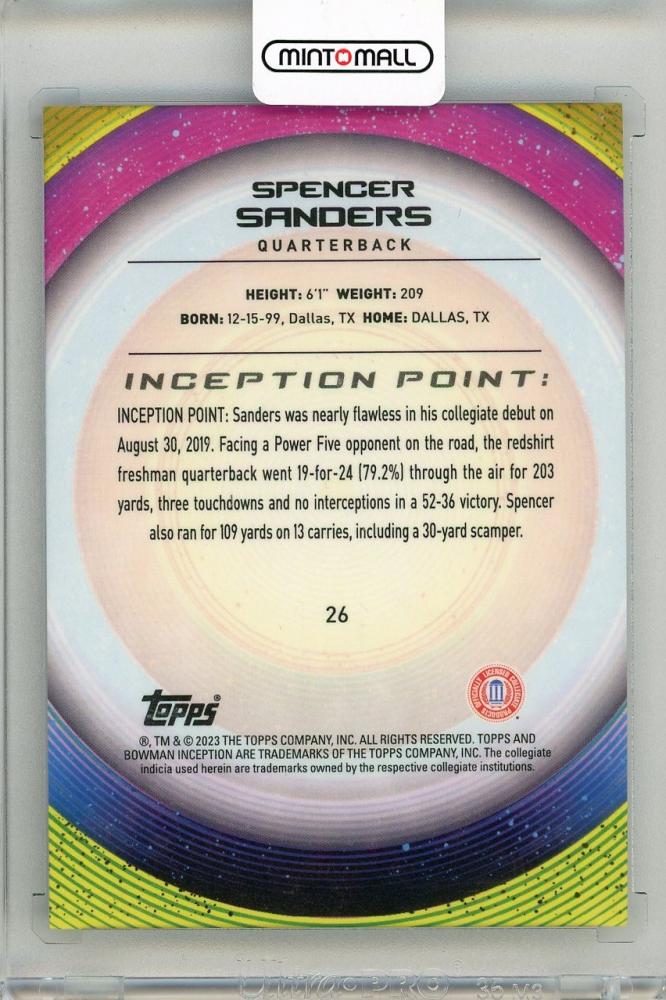 MINTOMALL
SPENCER
SANDERS
QUARTERBACK
HEIGHT: 6'1" WEIGHT: 209
BORN: 12-15-99, Dallas, TX HOME: DALLAS, TX
INCEPTION POINT:
INCEPTION POINT: Sanders was nearly flawless in his collegiate debut on
August 30, 2019. Facing a Power Five opponent on the road, the redshirt
freshman quarterback went 19-for-24 (79.2%) through the air for 203
yards, three touchdowns and no interceptions in a 52-36 victory. Spencer
also ran for 109 yards on 13 carries, including a 30-yard scamper.
26
Topps®
OFFICIALLY LICENSED COLLEGIATE PRODUCTS
®, TM & © 2023 THE TOPPS COMPANY, INC. ALL RIGHTS RESERVED. TOPPS AND
BOWMAN INCEPTION ARE TRADEMARKS OF THE TOPPS COMPANY, INC. The collegiate
indicia used herein are trademarks owned by the respective collegiate institutions.